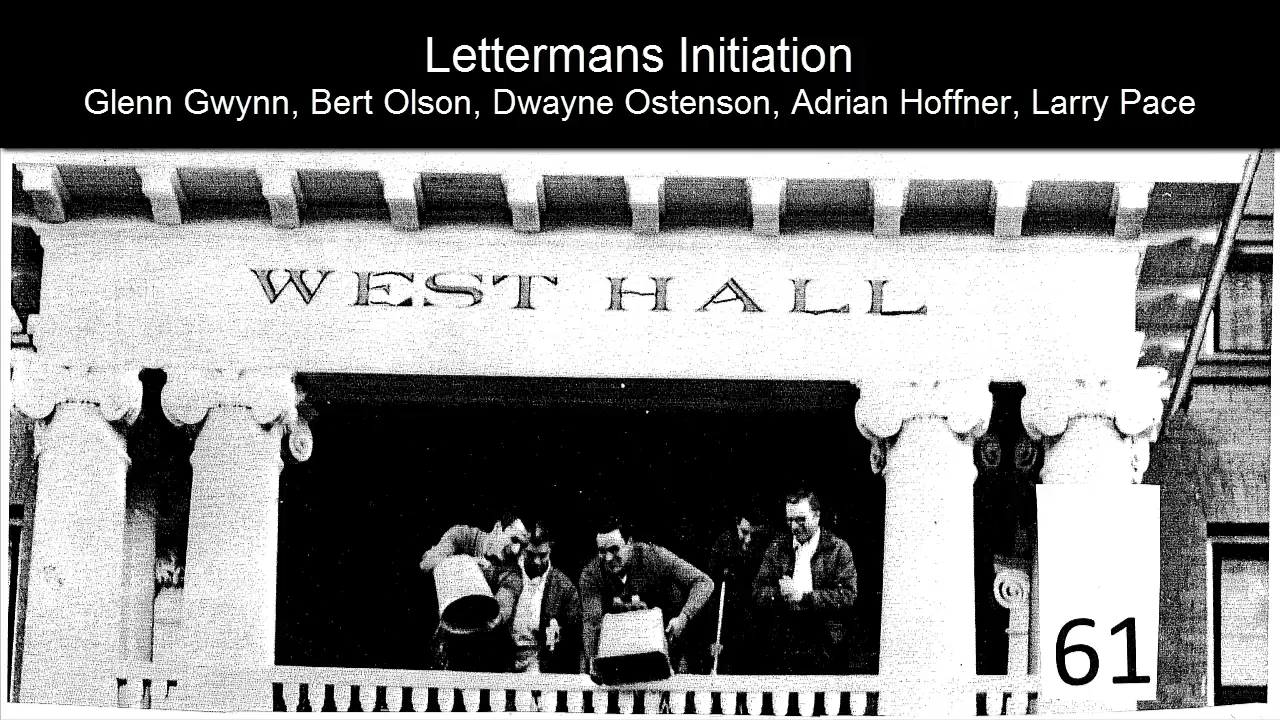 Lettermans Initiation
Glenn Gwynn, Bert Olson, Dwayne Ostenson, Adrian Hoffner, Larry Pace
WEST HALL
61